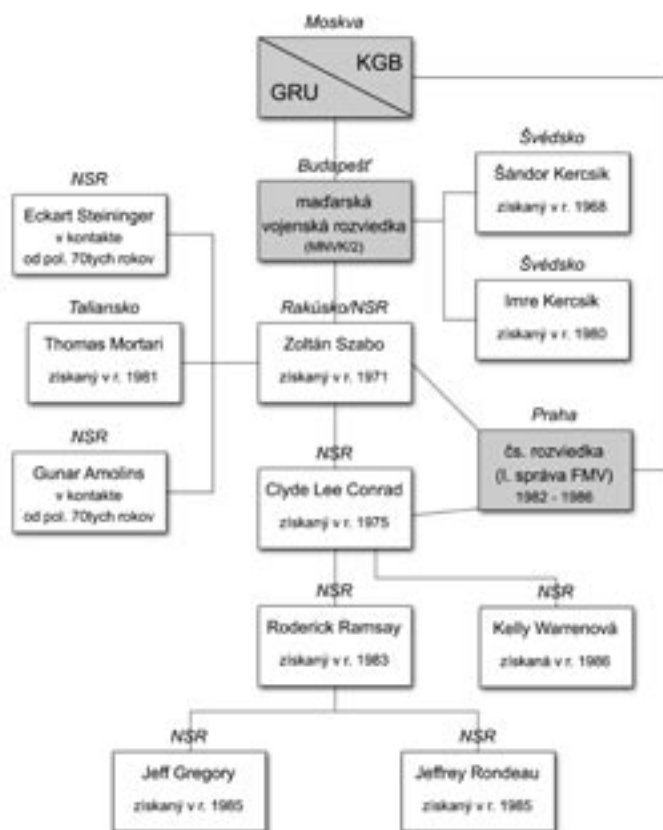 Moskva
KGB
GRU
Budapešť
maďarská
vojenská rozviedka
(MNVK/2)
Švédsko
Šándor Kercsik
získaný v r. 1968
Švédsko
Imre Kercsik
získaný v r. 1980
NSR
Eckart Steininger
v kontakte
od pol. 70tych rokov
Taliansko
Thomas Mortari
získaný v r. 1981
NSR
Gunar Amolins
v kontakte
od pol. 70tych rokov
Rakúsko/NSR
Zoltán Szabo
získaný v r. 1971
Praha
čs. rozviedka
(I. správa FMV)
1982 - 1986
NSR
Clyde Lee Conrad
získaný v r. 1975
NSR
Roderick Ramsay
získaný v r. 1983
NSR
Kelly Warrenová
získaná v r. 1986
NSR
Jeff Gregory
získaný v r. 1985
NSR
Jeffrey Rondeau
získaný v r. 1985